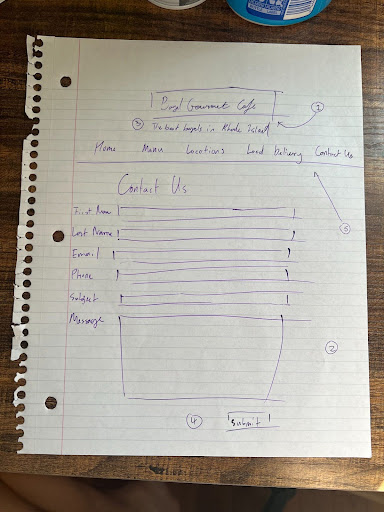 Bagel Gourmet Cafe
1
3 The best bagels in Rhode Island
Home Menu Locations Local Delivery Contact Us
Contact Us
5
First Name
Last Name
Email
Phone
Subject
Message
2
4 Submit